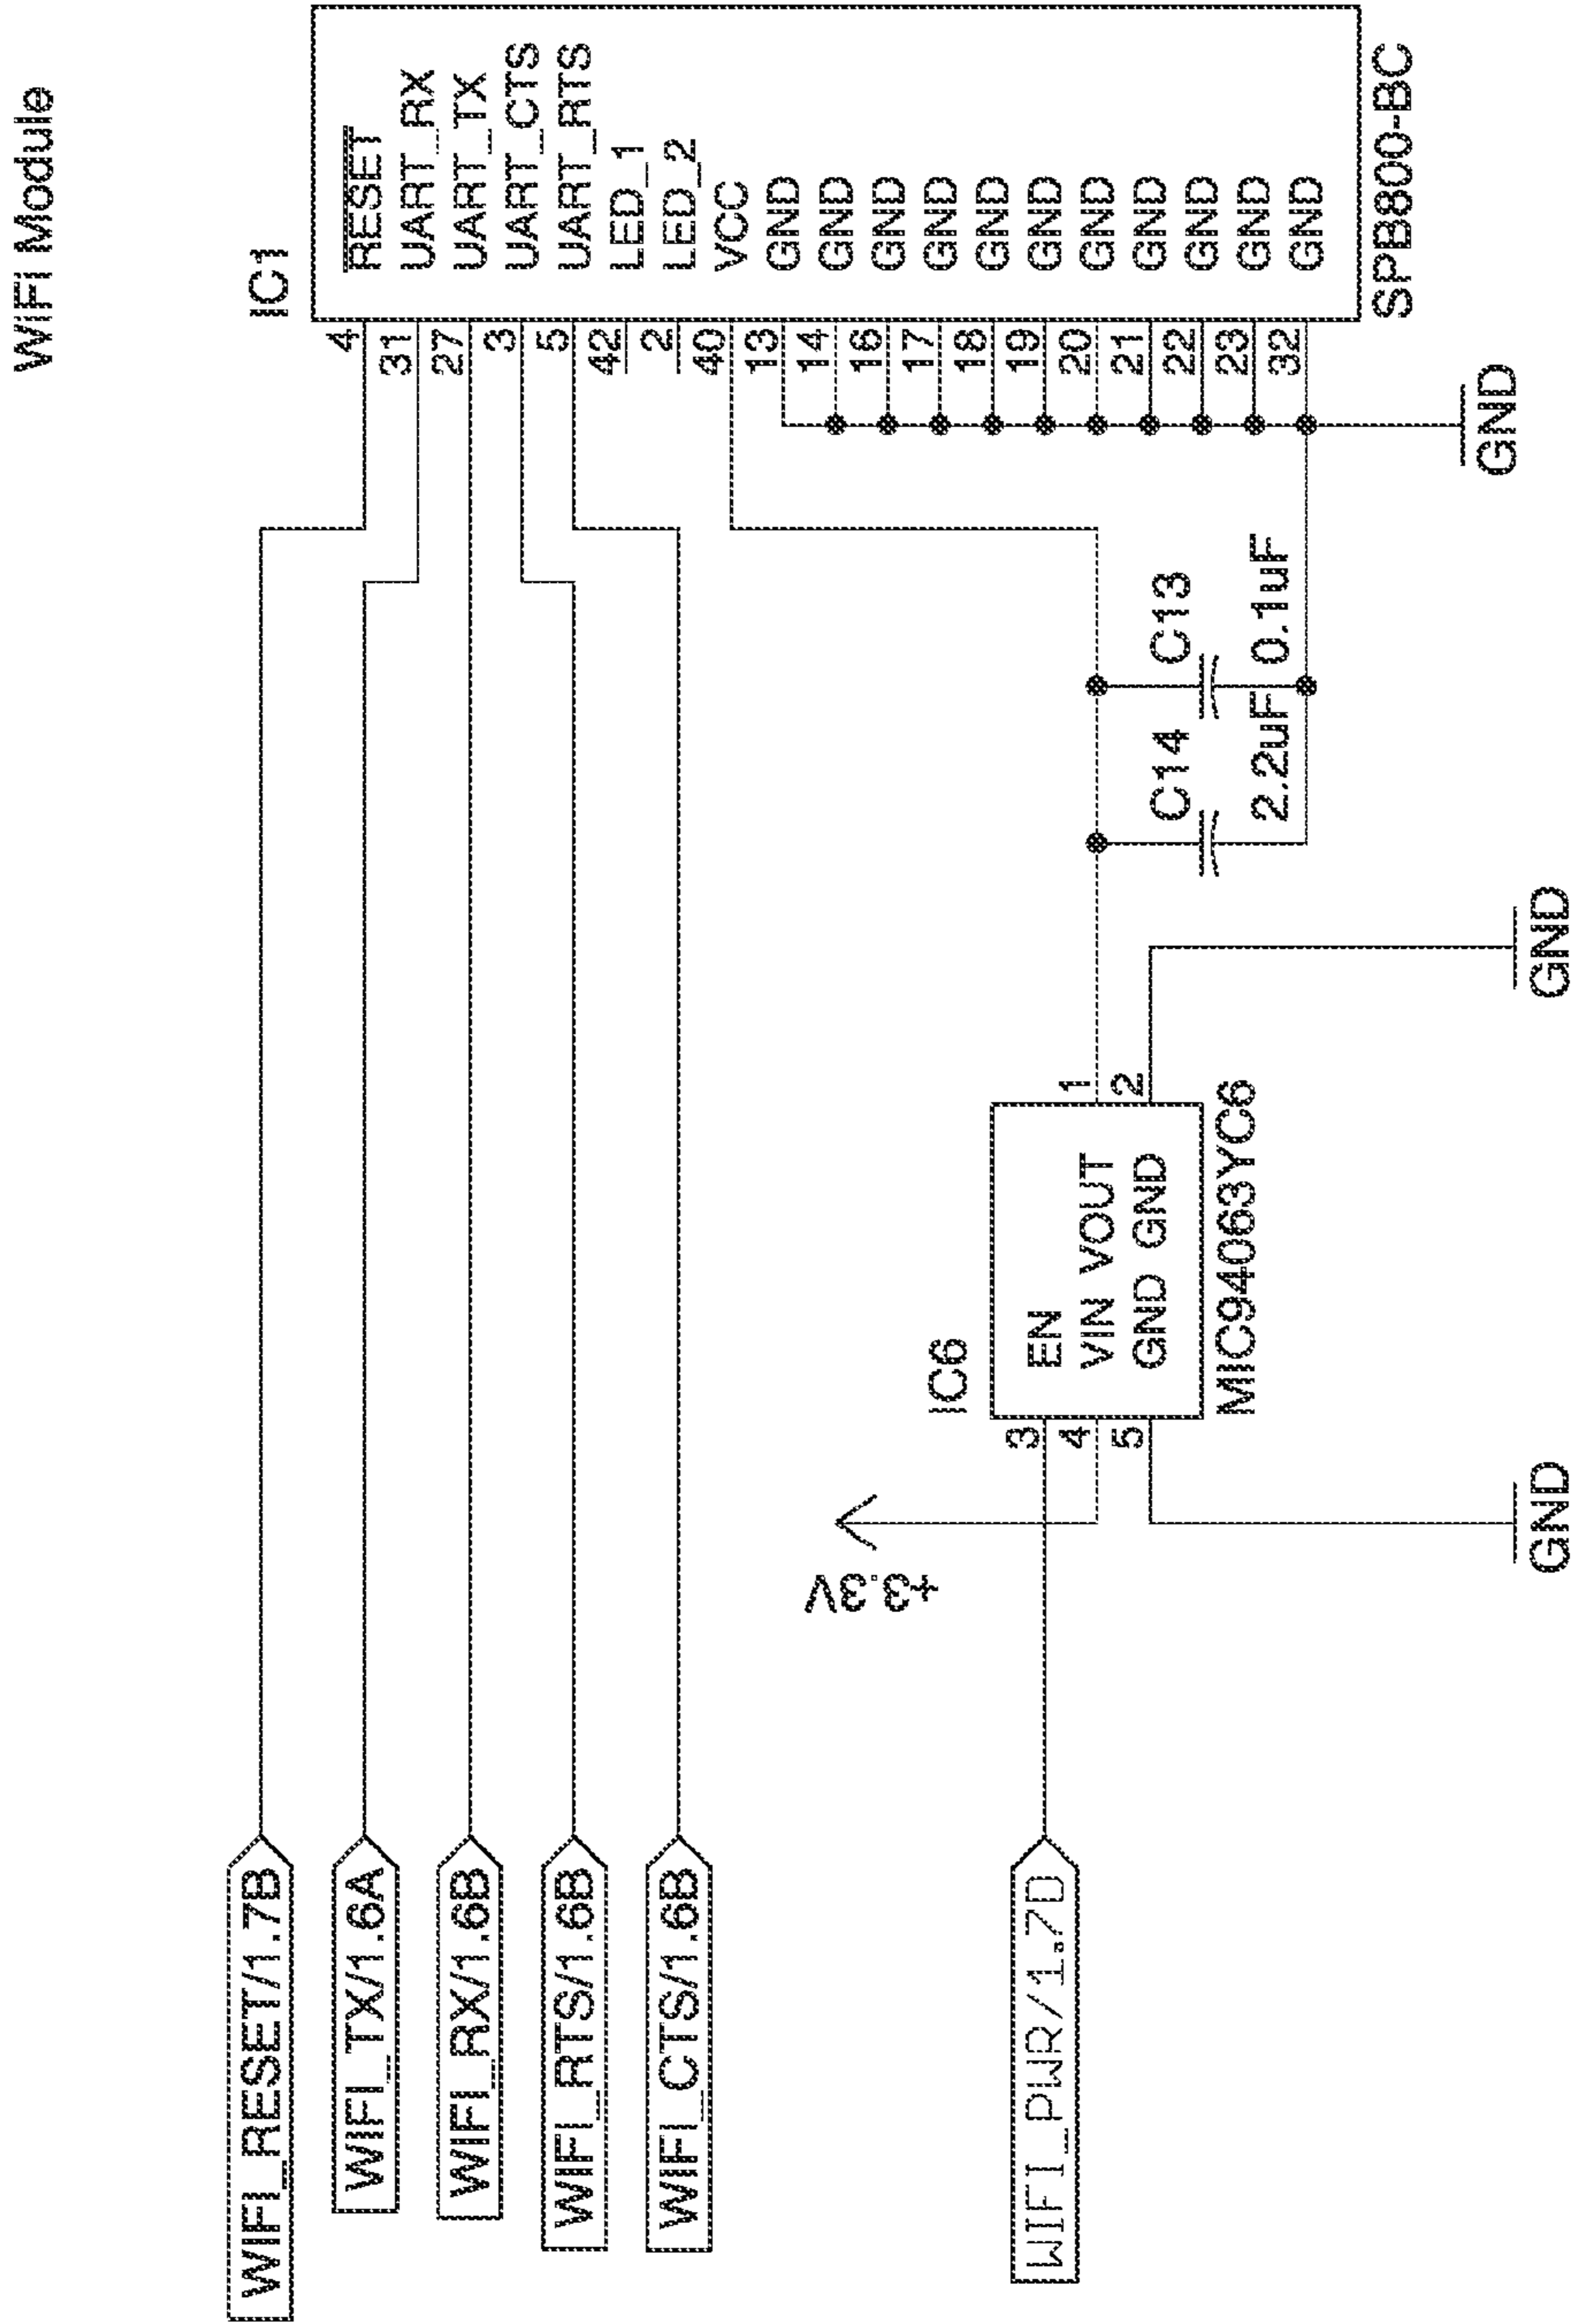 WiFi Module
IC1
WIFI_RESET/1.7B
4
RESET
WIFI_TX/1.6A
31
UART_RX
WIFI_RX/1.6B
27
UART_TX
3
UART_CTS
WIFI_RTS/1.6B
5
UART_RTS
42
LED_1
WIFI_CTS/1.6B
2
LED_2
40
VCC
13
GND
14
GND
16
GND
17
GND
18
GND
19
GND
20
GND
21
GND
22
GND
23
GND
32
GND
SPB800-BC
GND
+3.3V
IC6
WIFI_PWR/1.7D
3
EN
4
VIN VOUT
1
5
GND GND
2
MIC94063YC6
C14
C13
2.2uF
0.1uF
GND
GND